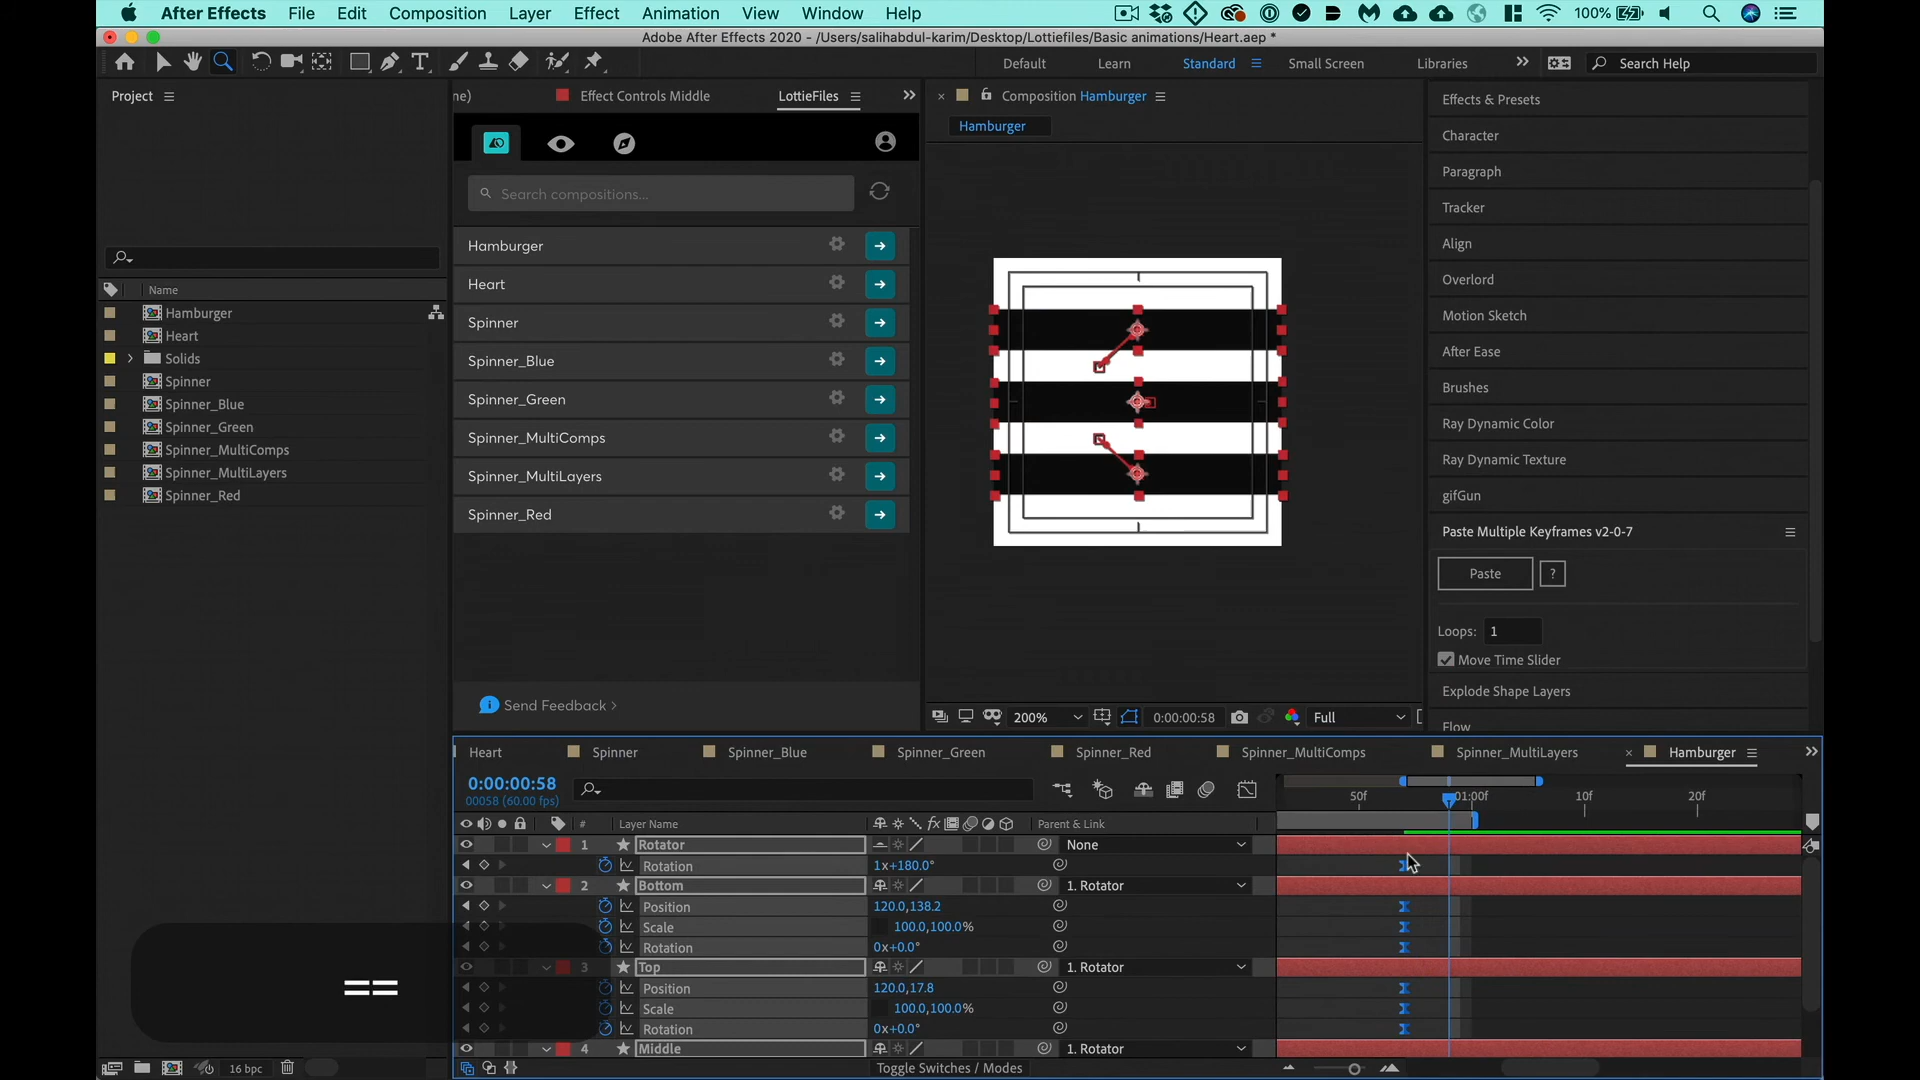 After Effects File Edit Composition Layer Effect Animation View Window Help 100%
Adobe After Effects 2020 - /Users/salihabdul-karim/Desktop/Lottiefiles/Basic animations/Heart.aep *
Default Learn Standard Small Screen Libraries Search Help
Project
ne) Effect Controls Middle LottieFiles
Composition Hamburger
Hamburger
Search compositions...
Name
Hamburger
Heart
Solids
Spinner
Spinner_Blue
Spinner_Green
Spinner_MultiComps
Spinner_MultiLayers
Spinner_Red
Hamburger
Heart
Spinner
Spinner_Blue
Spinner_Green
Spinner_MultiComps
Spinner_MultiLayers
Spinner_Red
Send Feedback >
200% 0:00:00:58 Full
Effects & Presets
Character
Paragraph
Tracker
Align
Overlord
Motion Sketch
After Ease
Brushes
Ray Dynamic Color
Ray Dynamic Texture
gifGun
Paste Multiple Keyframes v2-0-7
Paste ?
Loops: 1
Move Time Slider
Explode Shape Layers
Flow
Heart Spinner Spinner_Blue Spinner_Green Spinner_Red Spinner_MultiComps Spinner_MultiLayers Hamburger
0:00:00:58
00058 (60.00 fps)
50f 01:00f 10f 20f
# Layer Name Parent & Link
1 Rotator None
Rotation 1x+180.0°
2 Bottom 1. Rotator
Position 120.0,138.2
Scale 100.0,100.0%
Rotation 0x+0.0°
3 Top 1. Rotator
Position 120.0,17.8
Scale 100.0,100.0%
Rotation 0x+0.0°
4 Middle 1. Rotator
==
16 bpc
Toggle Switches / Modes